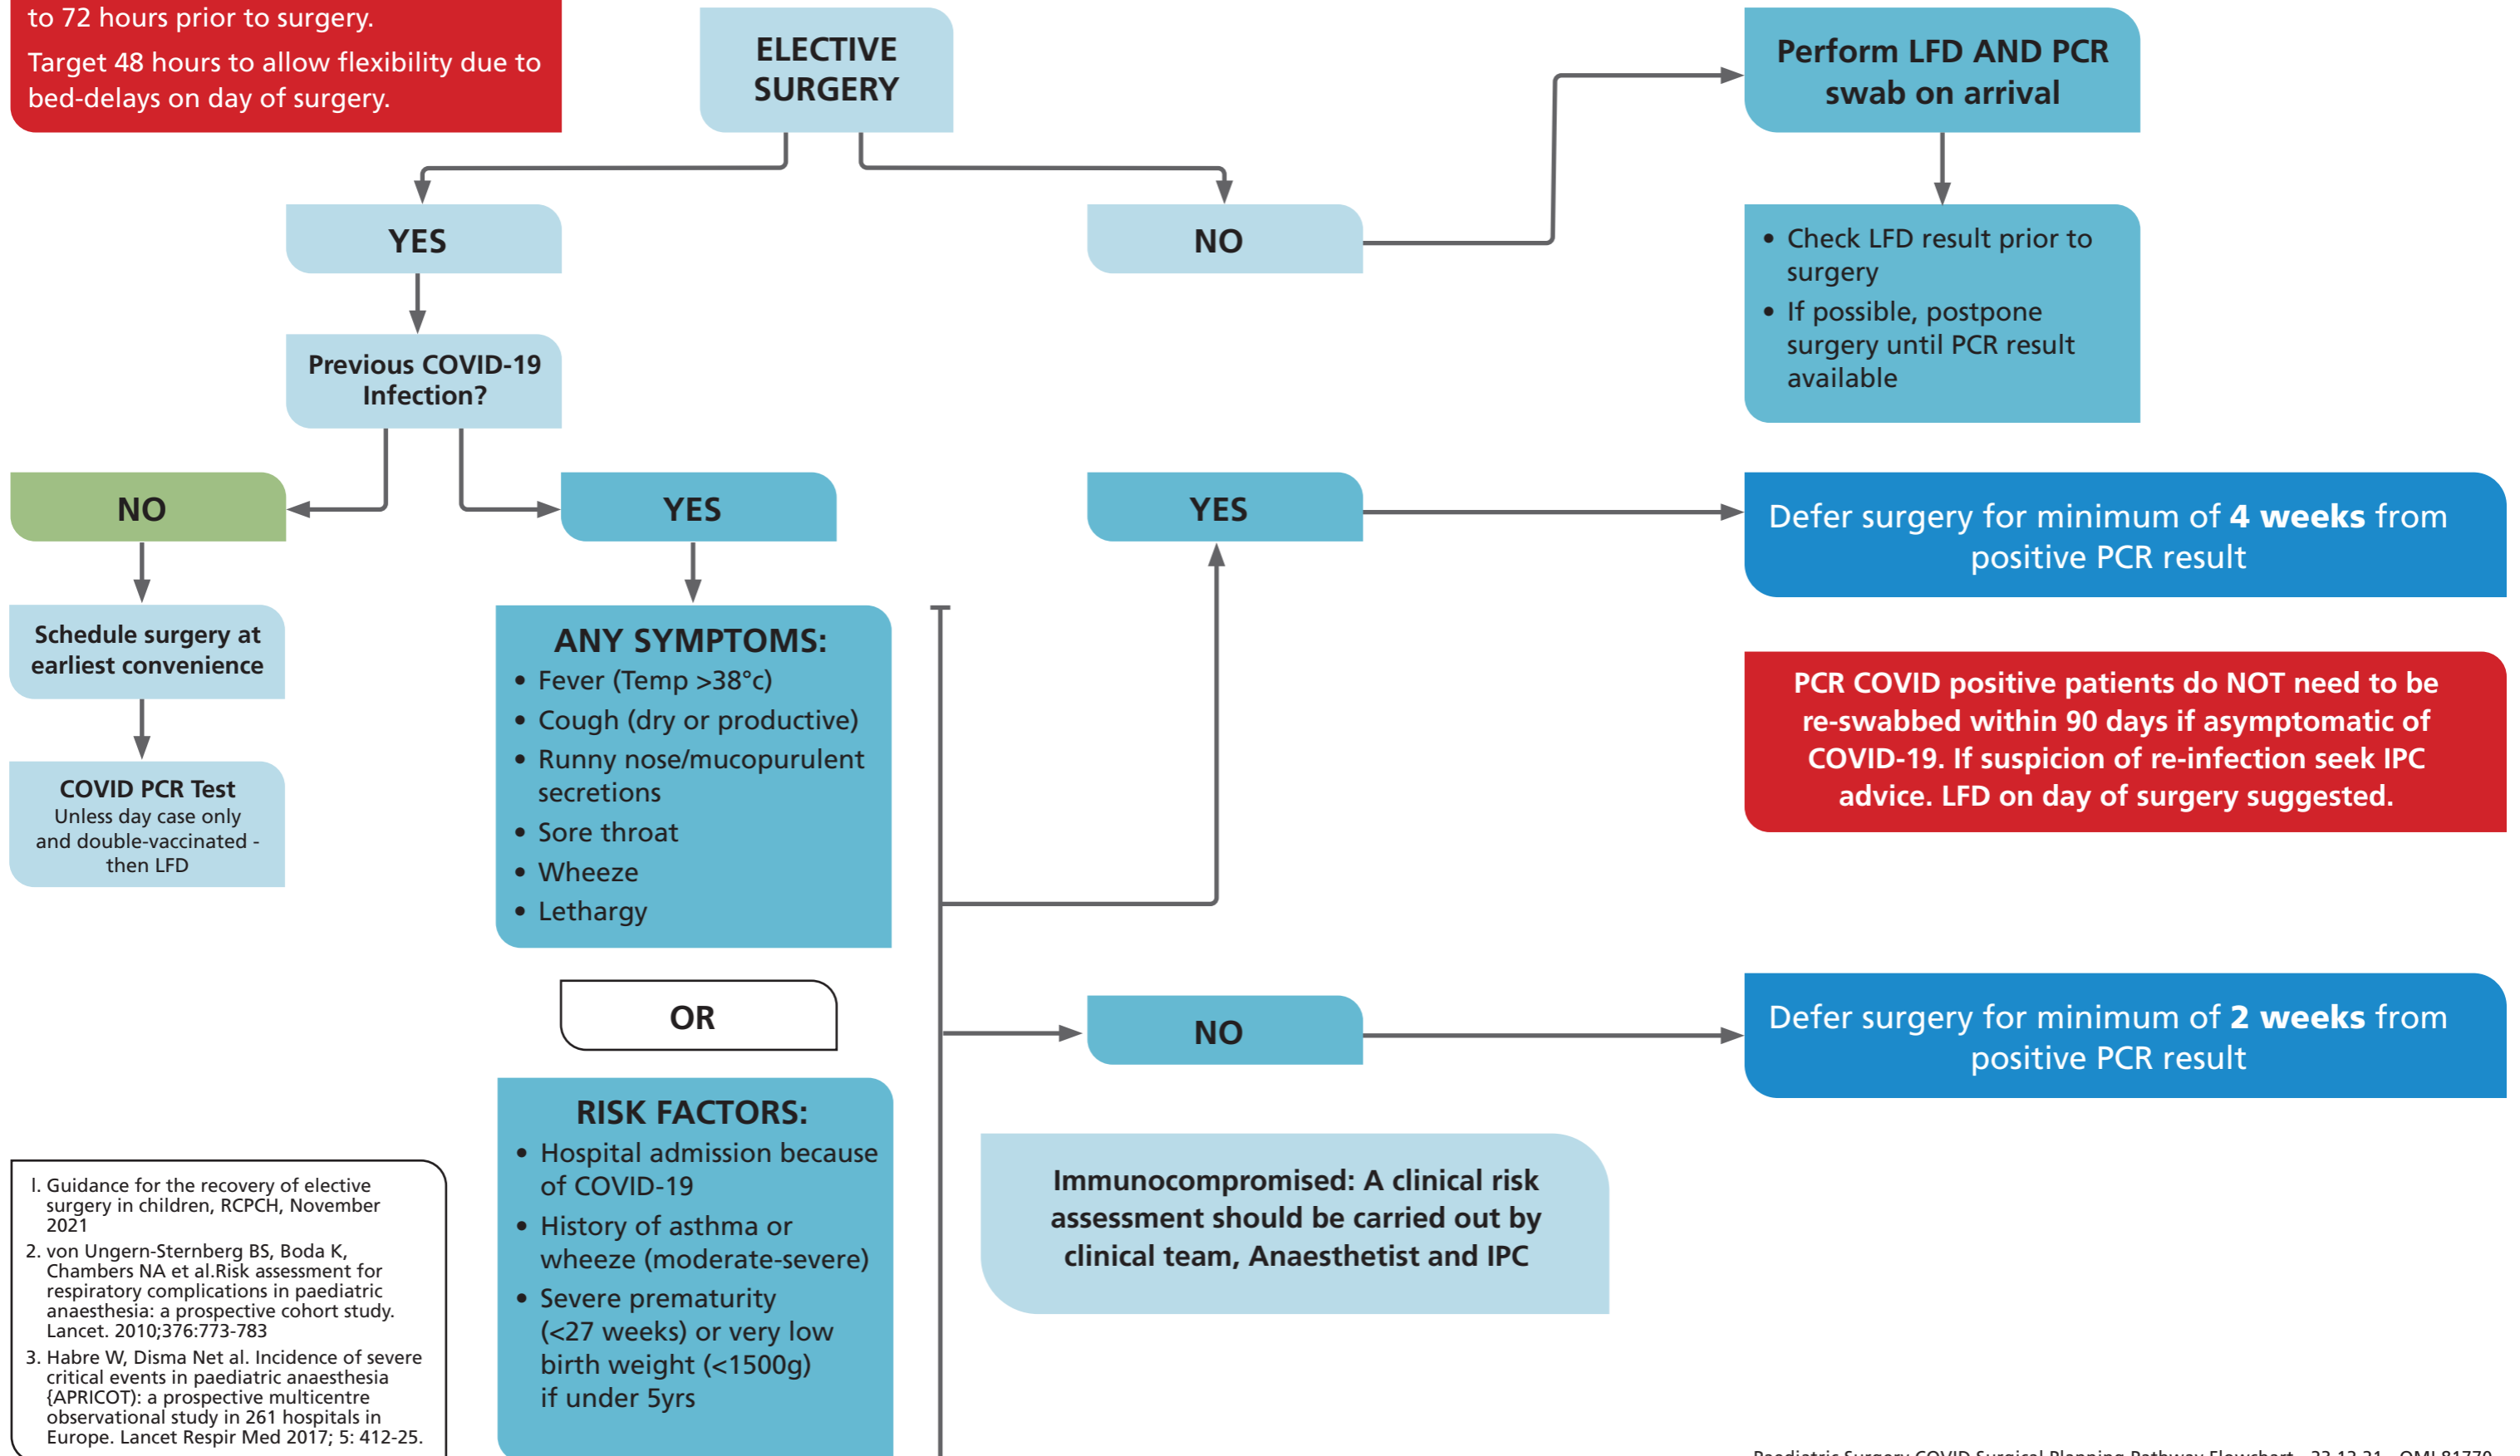 to 72 hours prior to surgery.
Target 48 hours to allow flexibility due to
bed-delays on day of surgery.
ELECTIVE
SURGERY
Perform LFD AND PCR
swab on arrival
YES
NO
• Check LFD result prior to
surgery
• If possible, postpone
surgery until PCR result
available
Previous COVID-19
Infection?
NO
YES
YES
Defer surgery for minimum of 4 weeks from
positive PCR result
Schedule surgery at
earliest convenience
COVID PCR Test
Unless day case only
and double-vaccinated -
then LFD
ANY SYMPTOMS:
• Fever (Temp >38°c)
• Cough (dry or productive)
• Runny nose/mucopurulent
secretions
• Sore throat
• Wheeze
• Lethargy
PCR COVID positive patients do NOT need to be
re-swabbed within 90 days if asymptomatic of
COVID-19. If suspicion of re-infection seek IPC
advice. LFD on day of surgery suggested.
OR
NO
Defer surgery for minimum of 2 weeks from
positive PCR result
RISK FACTORS:
• Hospital admission because
of COVID-19
• History of asthma or
wheeze (moderate-severe)
• Severe prematurity
(<27 weeks) or very low
birth weight (<1500g)
if under 5yrs
Immunocompromised: A clinical risk
assessment should be carried out by
clinical team, Anaesthetist and IPC
l. Guidance for the recovery of elective
surgery in children, RCPCH, November
2021
2. von Ungern-Sternberg BS, Boda K,
Chambers NA et al.Risk assessment for
respiratory complications in paediatric
anaesthesia: a prospective cohort study.
Lancet. 2010;376:773-783
3. Habre W, Disma Net al. Incidence of severe
critical events in paediatric anaesthesia
{APRICOT): a prospective multicentre
observational study in 261 hospitals in
Europe. Lancet Respir Med 2017; 5: 412-25.
Paediatric Surgery COVID Surgical Planning Pathway Flowchart - 23.12.21 - OMI 81770